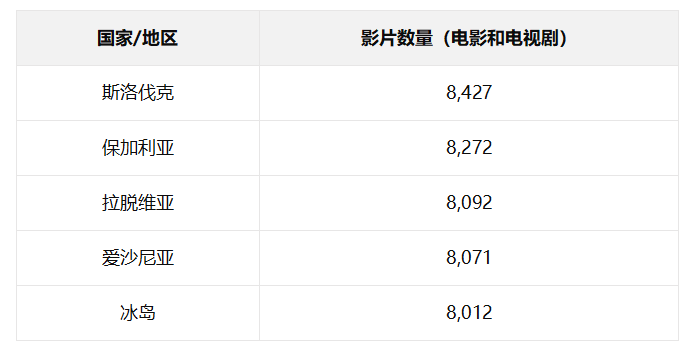 国家/地区 影片数量（电影和电视剧）
斯洛伐克 8,427
保加利亚 8,272
拉脱维亚 8,092
爱沙尼亚 8,071
冰岛 8,012